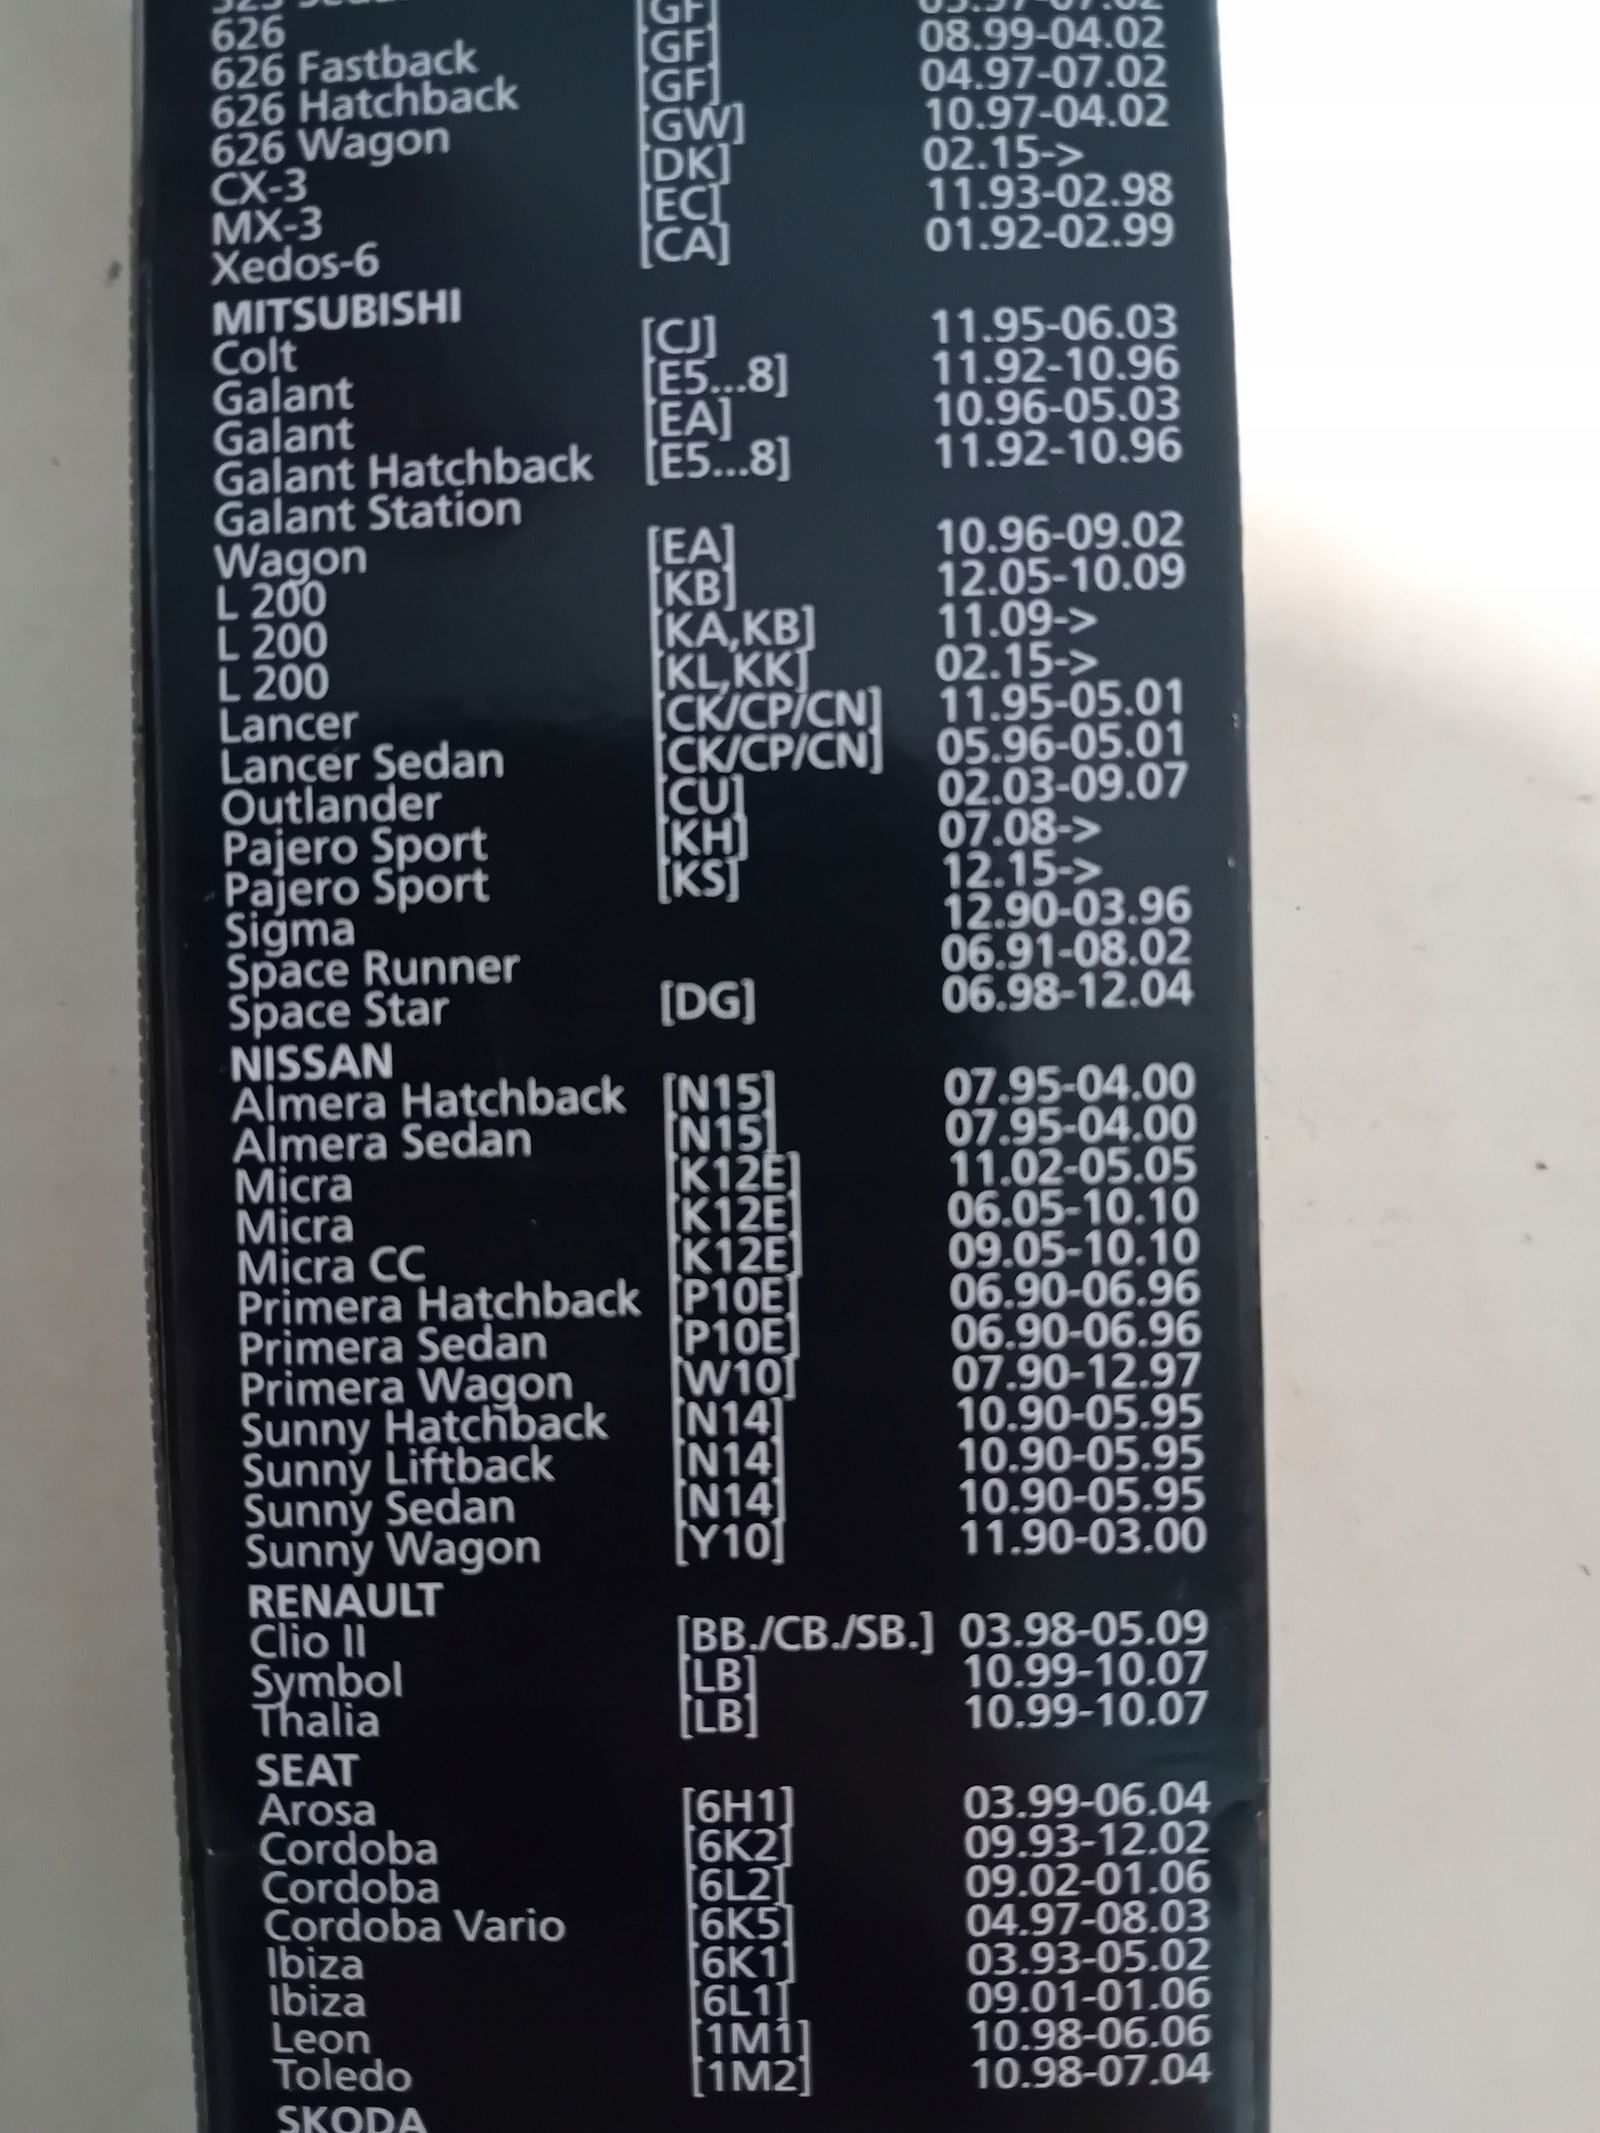 626 [GF] 08.99-04.02
626 Fastback [GF] 04.97-07.02
626 Hatchback [GF] 10.97-04.02
626 Wagon [GW] 02.15->
CX-3 [DK] 11.93-02.98
MX-3 [EC] 01.92-02.99
Xedos-6 [CA]
MITSUBISHI
Colt [CJ] 11.95-06.03
Galant [E5...8] 11.92-10.96
Galant [EA] 10.96-05.03
Galant Hatchback [E5...8] 11.92-10.96
Galant Station
Wagon [EA] 10.96-09.02
L 200 [KB] 12.05-10.09
L 200 [KA,KB] 11.09->
L 200 [KL,KK] 02.15->
Lancer [CK/CP/CN] 11.95-05.01
Lancer Sedan [CK/CP/CN] 05.96-05.01
Outlander [CU] 02.03-09.07
Pajero Sport [KH] 07.08->
Pajero Sport [KS] 12.15->
Sigma 12.90-03.96
Space Runner 06.91-08.02
Space Star [DG] 06.98-12.04
NISSAN
Almera Hatchback [N15] 07.95-04.00
Almera Sedan [N15] 07.95-04.00
Micra [K12E] 11.02-05.05
Micra [K12E] 06.05-10.10
Micra CC [K12E] 09.05-10.10
Primera Hatchback [P10E] 06.90-06.96
Primera Sedan [P10E] 06.90-06.96
Primera Wagon [W10] 07.90-12.97
Sunny Hatchback [N14] 10.90-05.95
Sunny Liftback [N14] 10.90-05.95
Sunny Sedan [N14] 10.90-05.95
Sunny Wagon [Y10] 11.90-03.00
RENAULT
Clio II [BB./CB./SB.] 03.98-05.09
Symbol [LB] 10.99-10.07
Thalia [LB] 10.99-10.07
SEAT
Arosa [6H1] 03.99-06.04
Cordoba [6K2] 09.93-12.02
Cordoba [6L2] 09.02-01.06
Cordoba Vario [6K5] 04.97-08.03
Ibiza [6K1] 03.93-05.02
Ibiza [6L1] 09.01-01.06
Leon [1M1] 10.98-06.06
Toledo [1M2] 10.98-07.04
SKODA